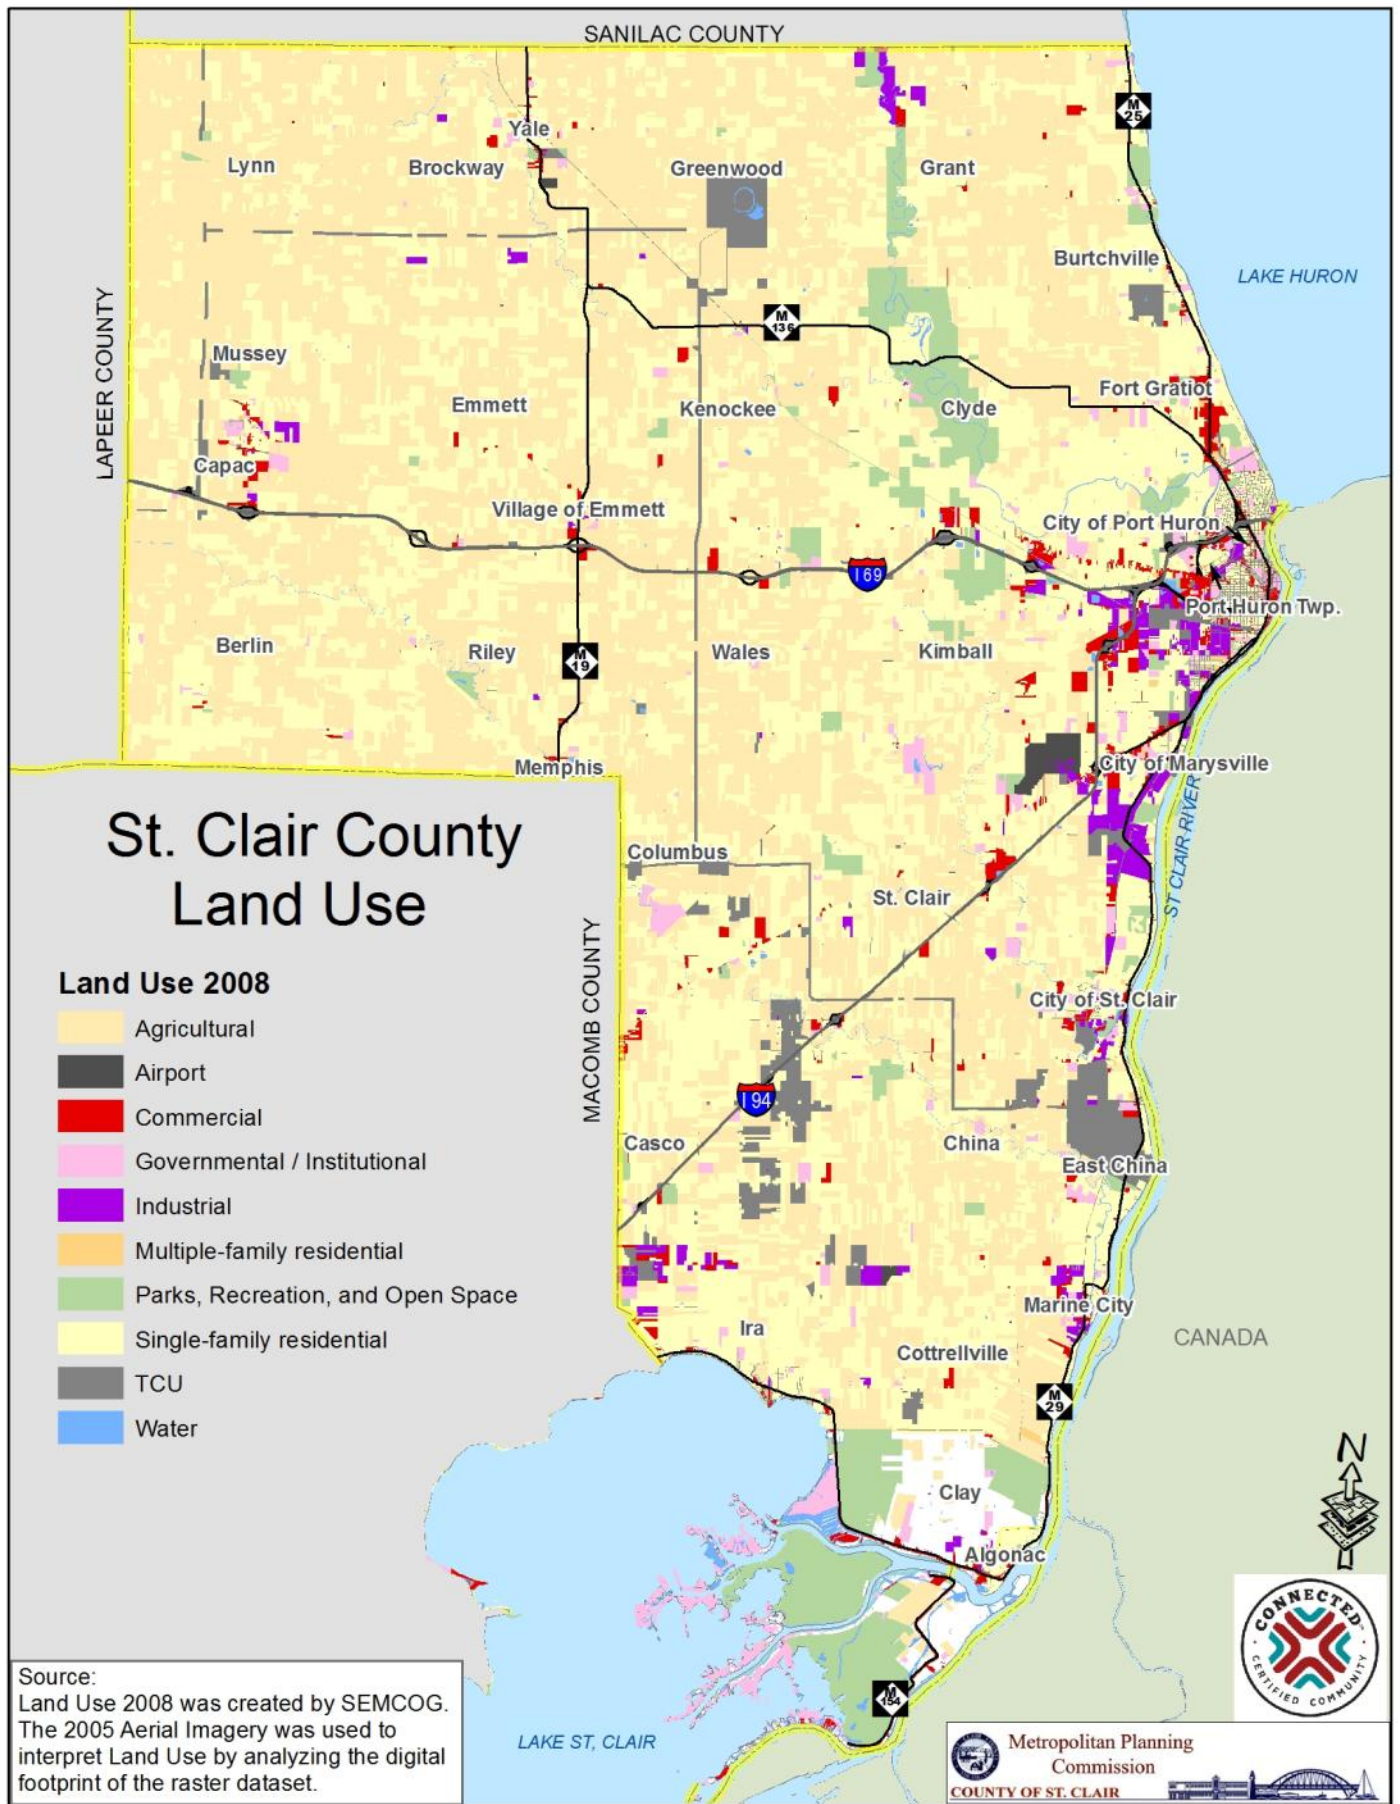 SANILAC COUNTY
M
25
Yale
Lynn
Brockway
Greenwood
Grant
Burtchville
LAKE HURON
LAPEER COUNTY
M
136
Mussey
Fort Gratiot
Emmett
Kenockee
Clyde
Capac
Village of Emmett
City of Port Huron
I 69
Port Huron Twp.
Berlin
Riley
M
19
Wales
Kimball
Memphis
City of Marysville
St. Clair County
Land Use
Columbus
St. Clair
ST CLAIR RIVER
MACOMB COUNTY
Land Use 2008
City of St. Clair
Agricultural
Airport
Commercial
Governmental / Institutional
Industrial
Multiple-family residential
Parks, Recreation, and Open Space
Single-family residential
TCU
Water
I 94
Casco
China
East China
Marine City
Ira
CANADA
Cottrellville
M
29
N
Clay
Algonac
CONNECTED
CERTIFIED COMMUNITY
Source:
Land Use 2008 was created by SEMCOG.
The 2005 Aerial Imagery was used to
interpret Land Use by analyzing the digital
footprint of the raster dataset.
M
154
LAKE ST, CLAIR
Metropolitan Planning
Commission
COUNTY OF ST. CLAIR